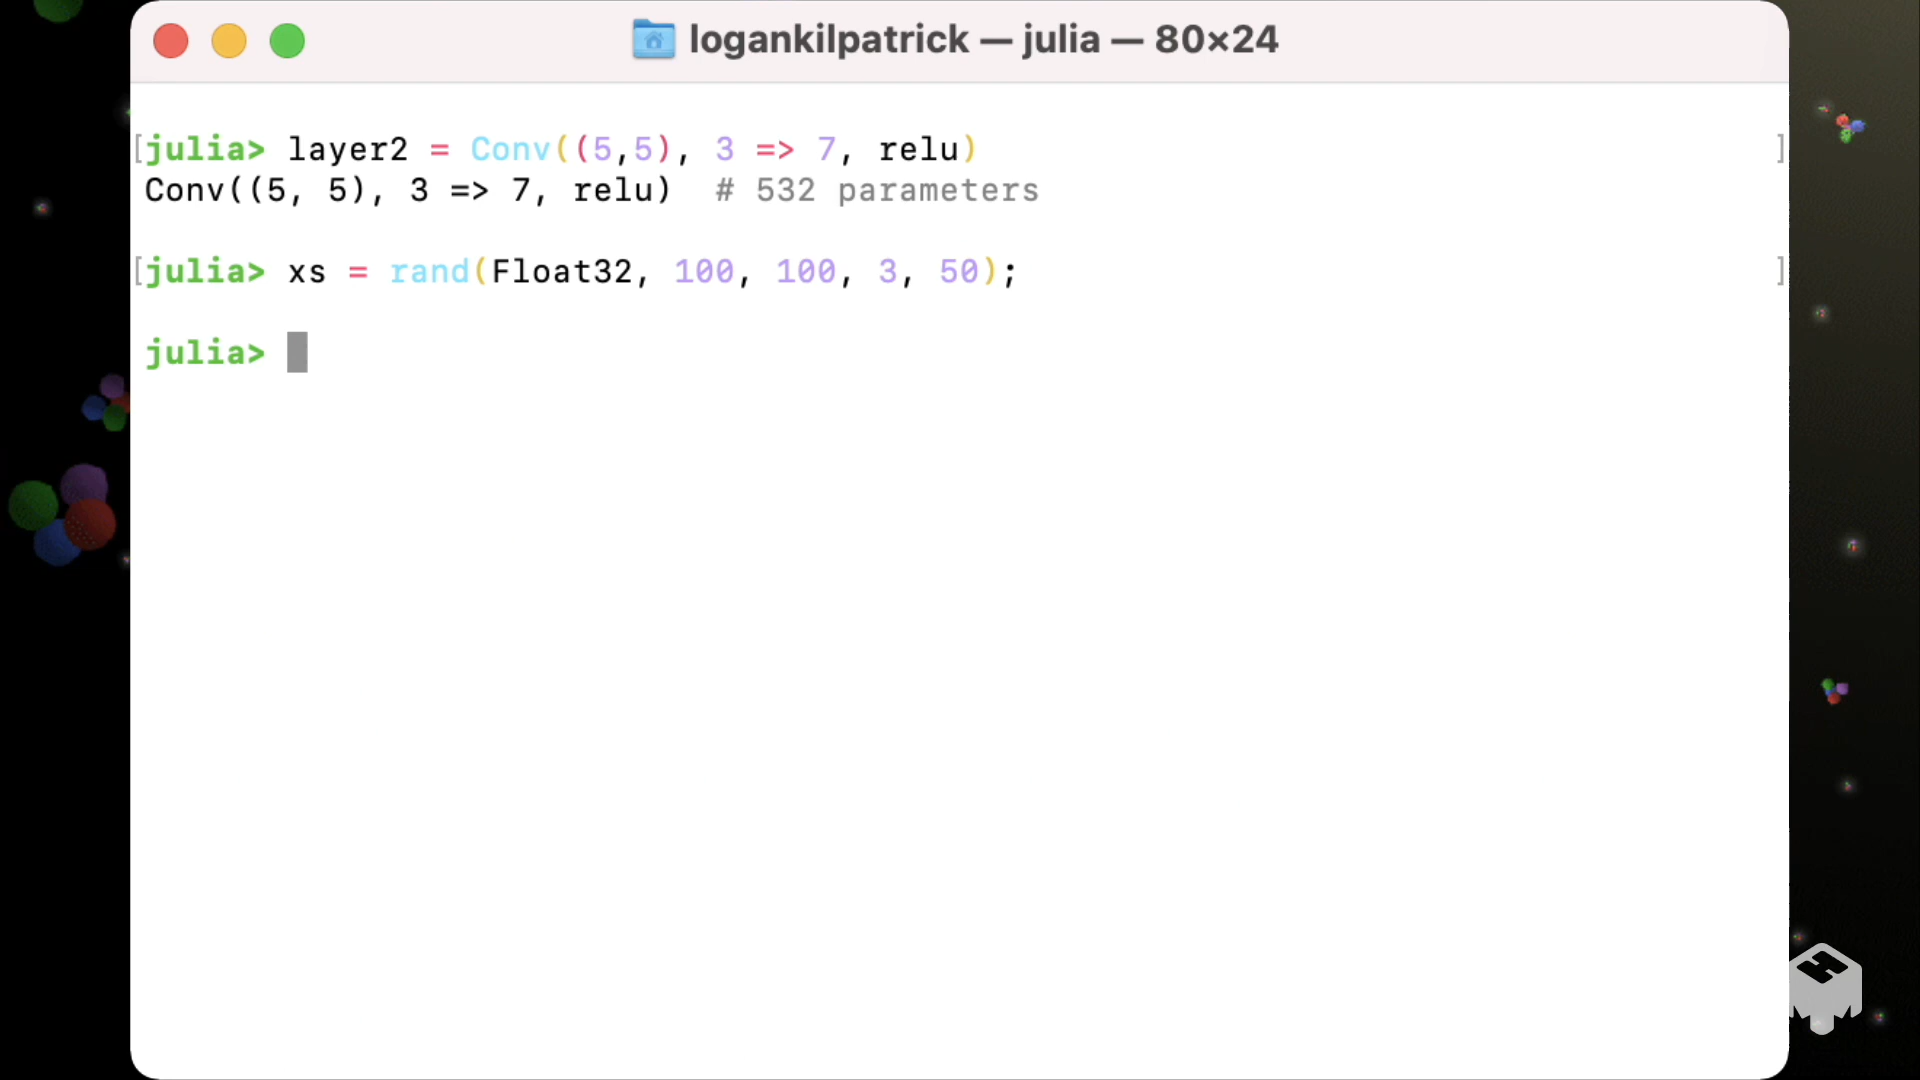 logankilpatrick — julia — 80×24
[julia> layer2 = Conv((5,5), 3 => 7, relu) ]
Conv((5, 5), 3 => 7, relu)  # 532 parameters
[julia> xs = rand(Float32, 100, 100, 3, 50); ]
julia>